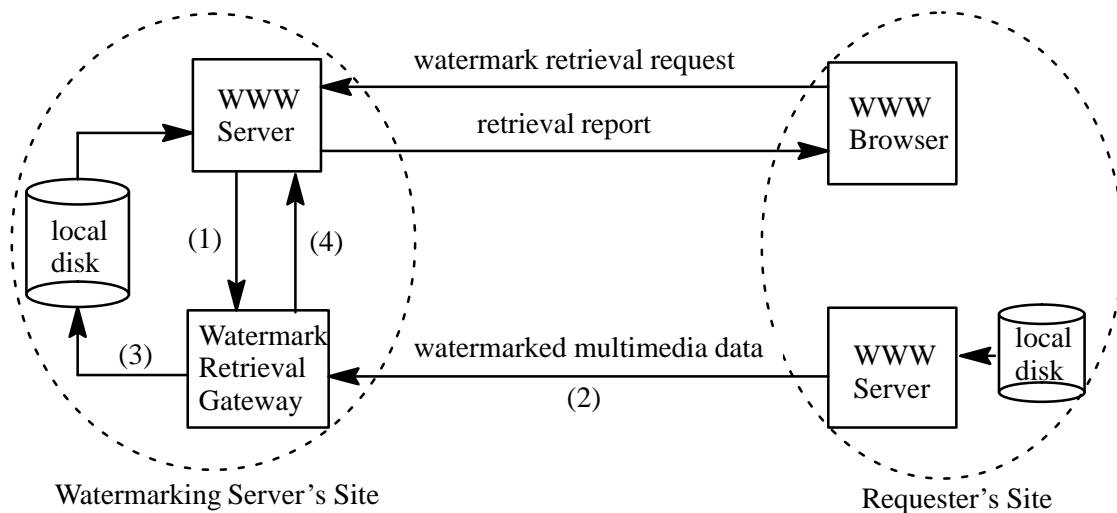 watermark retrieval request
WWW
Server
retrieval report
WWW
Browser
local
disk
(1)
(4)
Watermark
Retrieval
Gateway
(3)
watermarked multimedia data
(2)
WWW
Server
local
disk
Watermarking Server's Site
Requester's Site